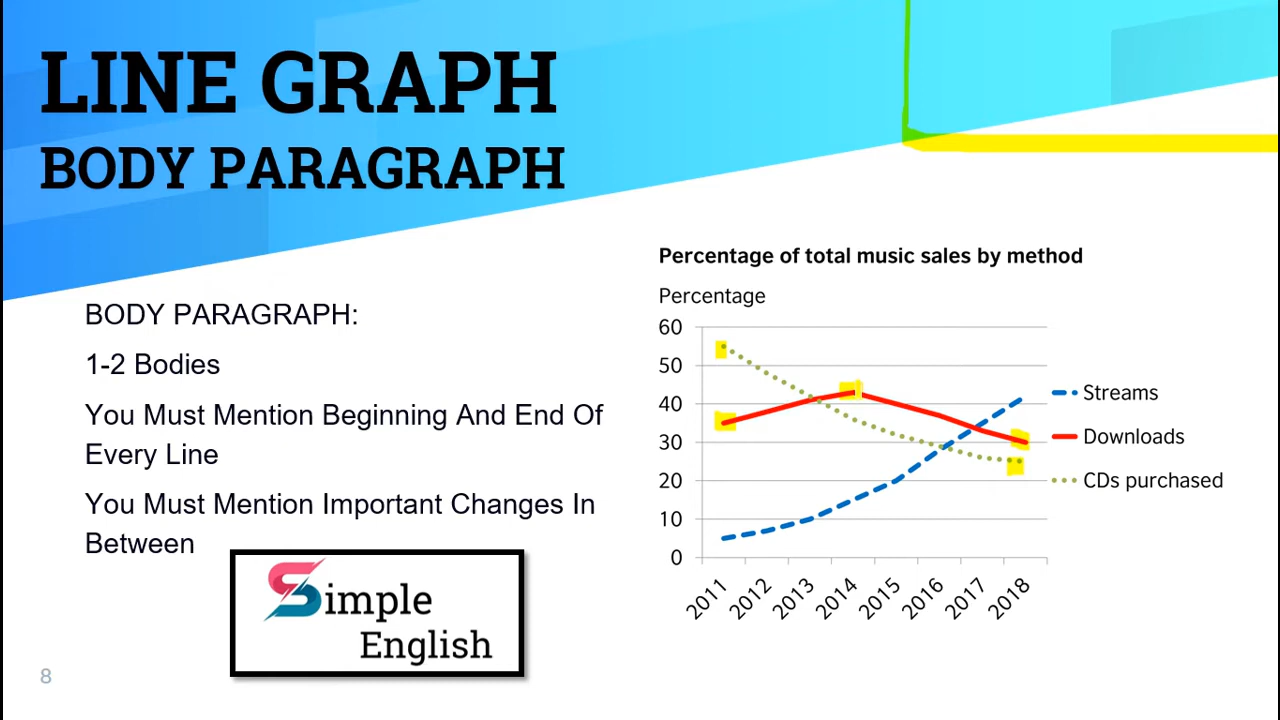 LINE GRAPH
BODY PARAGRAPH
BODY PARAGRAPH:
1-2 Bodies
You Must Mention Beginning And End Of
Every Line
You Must Mention Important Changes In
Between
Simple
English
8
Percentage of total music sales by method
Percentage
60
50
40
30
20
10
0
2011
2012
2013
2014
2015
2016
2017
2018
Streams
Downloads
CDs purchased